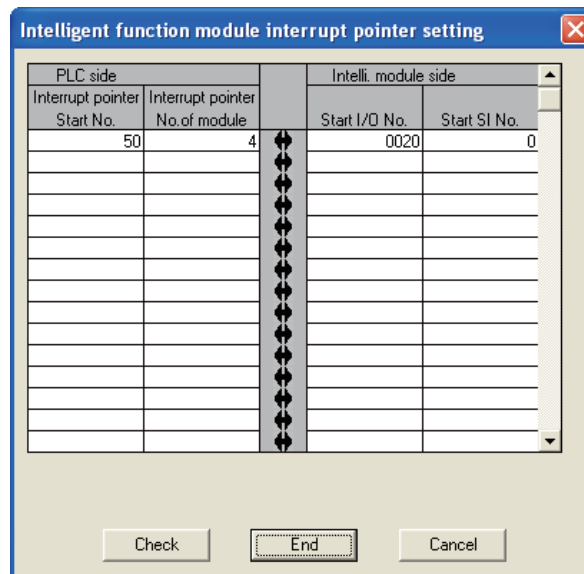 Intelligent function module interrupt pointer setting
PLC side Intelli. module side
Interrupt pointer Interrupt pointer
Start No. No.of module Start I/O No. Start SI No.
50 4 0020 0
Check End Cancel